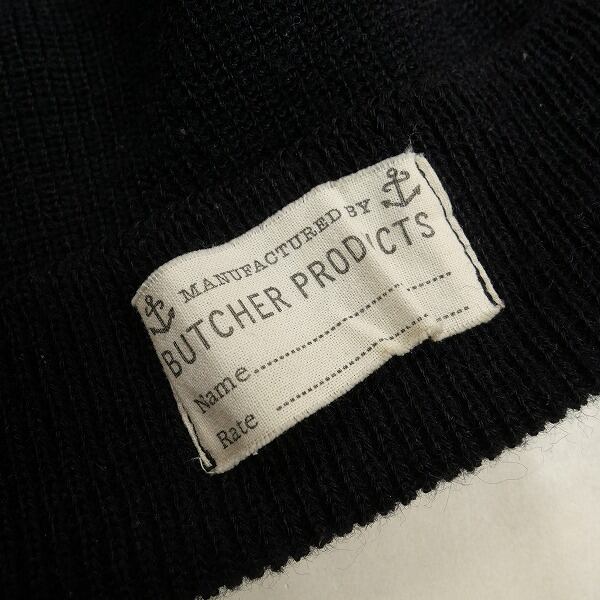 MANUFACTURED BY
BUTCHER PRODUCTS
Name
Rate